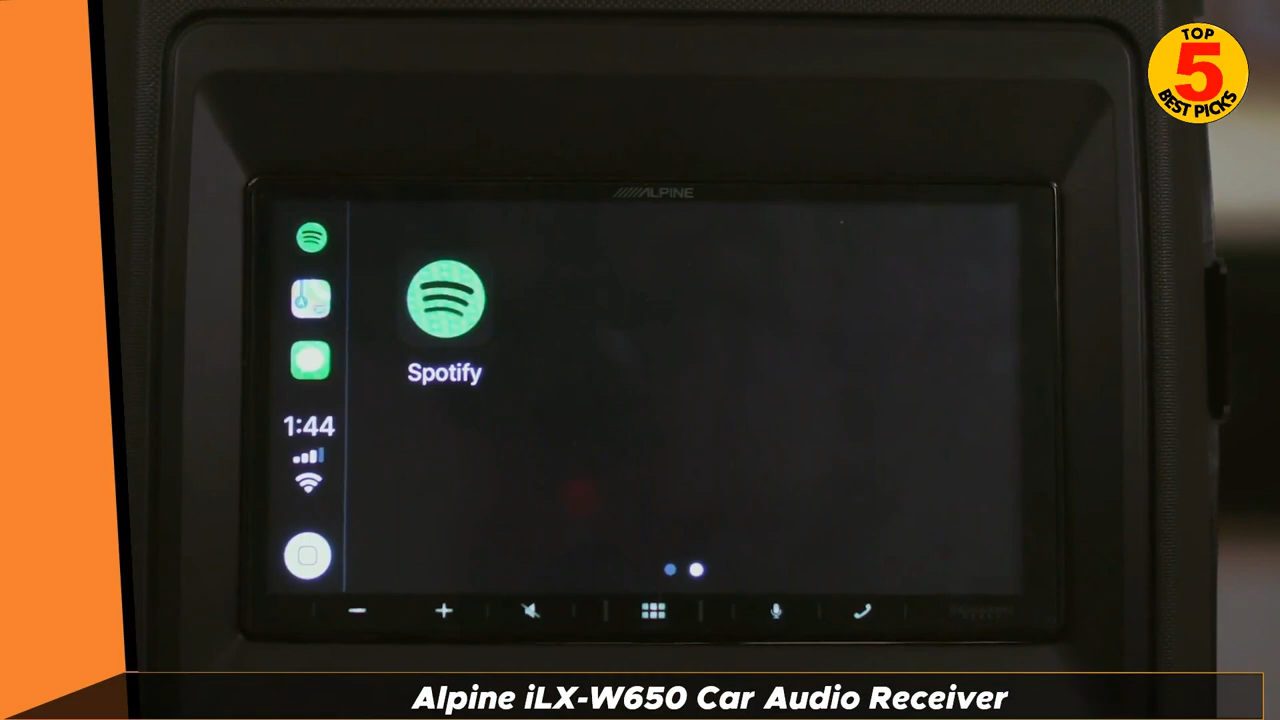 TOP
5
BEST PICKS
ALPINE
Spotify
1:44
Alpine iLX-W650 Car Audio Receiver